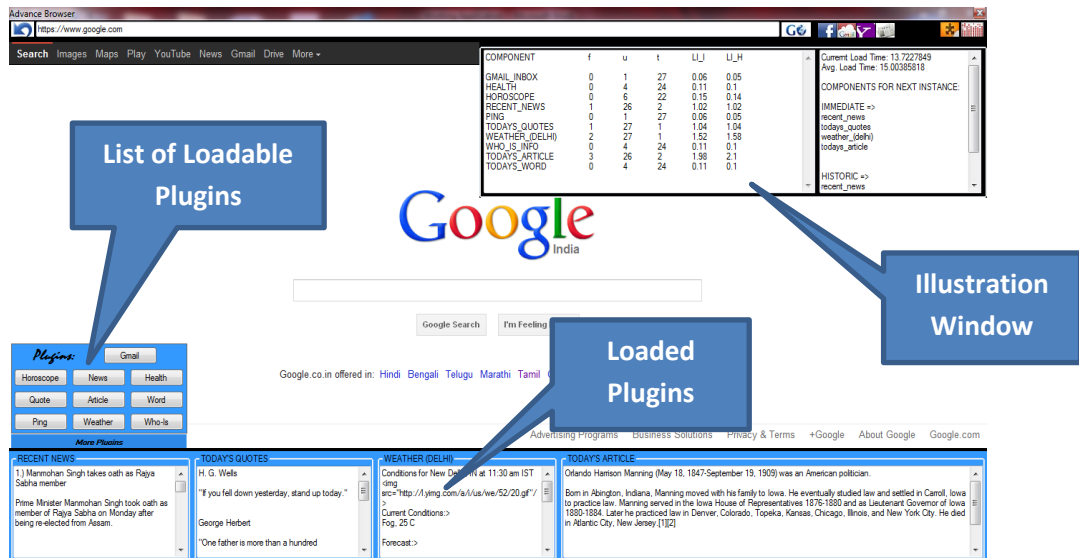 Advance Browser
https://www.google.com
GO
Search Images Maps Play YouTube News Gmail Drive More
COMPONENT f u t LI_I LI_H
GMAIL_INBOX 0 1 27 0.06 0.05
HEALTH 0 4 24 0.11 0.1
HOROSCOPE 0 6 22 0.15 0.14
RECENT_NEWS 1 26 2 1.02 1.02
PING 0 1 27 0.06 0.05
TODAYS_QUOTES 1 27 1 1.04 1.04
WEATHER_(DELHI) 2 27 1 1.52 1.58
WHO_IS_INFO 0 4 24 0.11 0.1
TODAYS_ARTICLE 3 26 2 1.98 2.1
TODAYS_WORD 0 4 24 0.11 0.1
Current Load Time: 13.7227849
Avg. Load Time: 15.00385818
COMPONENTS FOR NEXT INSTANCE:
IMMEDIATE =>
recent_news
todays_quotes
weather_(delhi)
todays_article
HISTORIC =>
recent_news
List of Loadable
Plugins
Google
India
Illustration
Window
Google Search I'm Feeling
Loaded
Plugins
Plugins: Gmail
Horoscope News Health
Quote Article Word
Ping Weather Who-Is
More Plugins
Google.co.in offered in: Hindi Bengali Telugu Marathi Tamil
Advertising Programs Business Solutions Privacy & Terms +Google About Google Google.com
RECENT NEWS
1.) Manmohan Singh takes oath as Rajya
Sabha member
Prime Minister Manmohan Singh took oath as
member of Rajya Sabha on Monday after
being re-elected from Assam.
TODAY'S QUOTES
H. G. Wells
"If you fell down yesterday, stand up today."
George Herbert
"One father is more than a hundred
WEATHER (DELHI)
Conditions for New Delhi, IN at 11:30 am IST
<img
src="http://l.yimg.com/a/i/us/we/52/20.gif"/
>
Current Conditions:>
Fog, 25 C
Forecast:>
TODAY'S ARTICLE
Orlando Harrison Manning (May 18, 1847-September 19, 1909) was an American politician.
Born in Abington, Indiana, Manning moved with his family to Iowa. He eventually studied law and settled in Carroll, Iowa
to practice law. Manning served in the Iowa House of Representatives 1876-1880 and as Lieutenant Governor of Iowa
1880-1884. Later he practiced law in Denver, Colorado, Topeka, Kansas, Chicago, Illinois, and New York City. He died
in Atlantic City, New Jersey.[1][2]